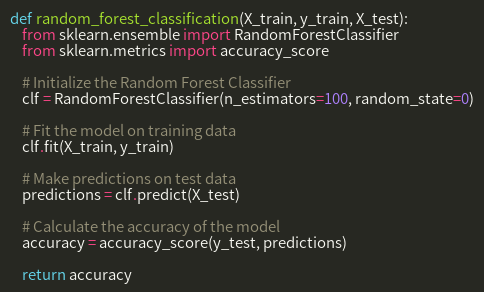 def random_forest_classification(X_train, y_train, X_test):
from sklearn.ensemble import RandomForestClassifier
from sklearn.metrics import accuracy_score
# Initialize the Random Forest Classifier
clf = RandomForestClassifier(n_estimators=100, random_state=0)
# Fit the model on training data
clf.fit(X_train, y_train)
# Make predictions on test data
predictions = clf.predict(X_test)
# Calculate the accuracy of the model
accuracy = accuracy_score(y_test, predictions)
return accuracy